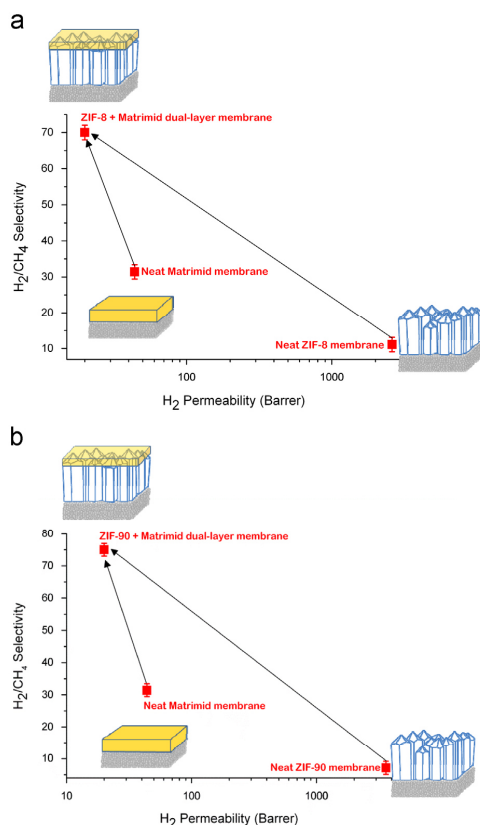 a
ZIF-8 + Matrimid dual-layer membrane
70
60
50
40
30
20
10
H2/CH4 Selectivity
Neat Matrimid membrane
Neat ZIF-8 membrane
100
1000
H2 Permeability (Barrer)
b
ZIF-90 + Matrimid dual-layer membrane
80
70
60
50
40
30
20
10
0
H2/CH4 Selectivity
Neat Matrimid membrane
Neat ZIF-90 membrane
10
100
1000
H2 Permeability (Barrer)